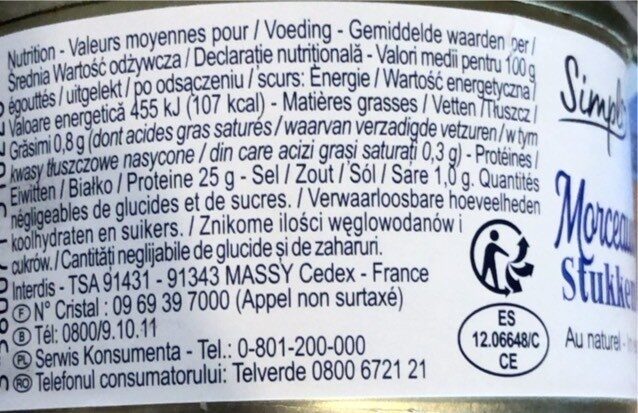 Nutrition - Valeurs moyennes pour / Voeding - Gemiddelde waarden per /
Średnia Wartość odżywcza / Declarație nutritională - Valori medii pentru 100 g
égouttés / uitgelekt / po odsączeniu / scurs: Énergie / Wartość energetyczna /
Valoare energetică 455 kJ (107 kcal) - Matières grasses / Vetten /Tłuszcz /
Grăsimi 0,8 g (dont acides gras saturés / waarvan verzadigde vetzuren / w tym
kwasy tłuszczowe nasycone / din care acizi grași saturați 0,3 g) - Protéines /
Eiwitten / Białko / Proteine 25 g - Sel / Zout / Sól / Sare 1,0 g. Quantités
négligeables de glucides et de sucres. / Verwaarloosbare hoeveelheden
koolhydraten en suikers. / Znikome ilości węglowodanów i
cukrów. / Cantități neglijabile de glucide și de zaharuri.
Interdis - TSA 91431 - 91343 MASSY Cedex - France
F N° Cristal : 09 69 39 7000 (Appel non surtaxé)
B Tél: 0800/9.10.11
PL Serwis Konsumenta - Tel.: 0-801-200-000
RO Telefonul consumatorului: Telverde 0800 6721 21
ES
12.06648/C
CE
Simpl
Morceau
stukke
Au naturel -